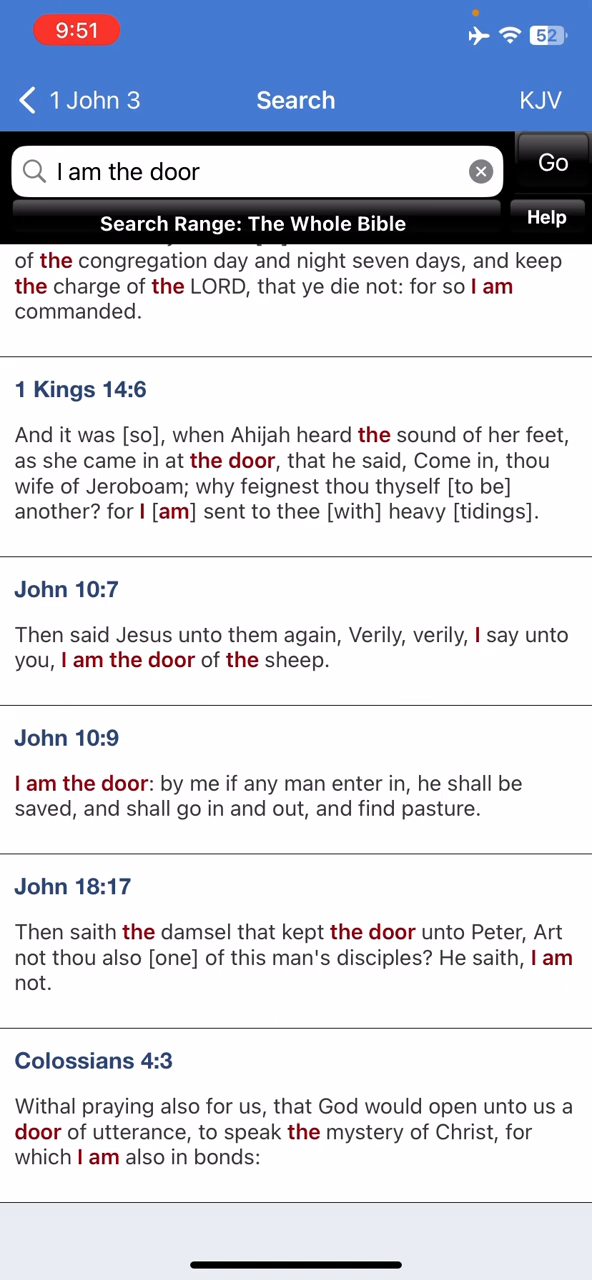 9:51
52
1 John 3
Search
KJV
I am the door
Go
Search Range: The Whole Bible
Help
of the congregation day and night seven days, and keep
the charge of the LORD, that ye die not: for so I am
commanded.
1 Kings 14:6
And it was [so], when Ahijah heard the sound of her feet,
as she came in at the door, that he said, Come in, thou
wife of Jeroboam; why feignest thou thyself [to be]
another? for I [am] sent to thee [with] heavy [tidings].
John 10:7
Then said Jesus unto them again, Verily, verily, I say unto
you, I am the door of the sheep.
John 10:9
I am the door: by me if any man enter in, he shall be
saved, and shall go in and out, and find pasture.
John 18:17
Then saith the damsel that kept the door unto Peter, Art
not thou also [one] of this man's disciples? He saith, I am
not.
Colossians 4:3
Withal praying also for us, that God would open unto us a
door of utterance, to speak the mystery of Christ, for
which I am also in bonds: